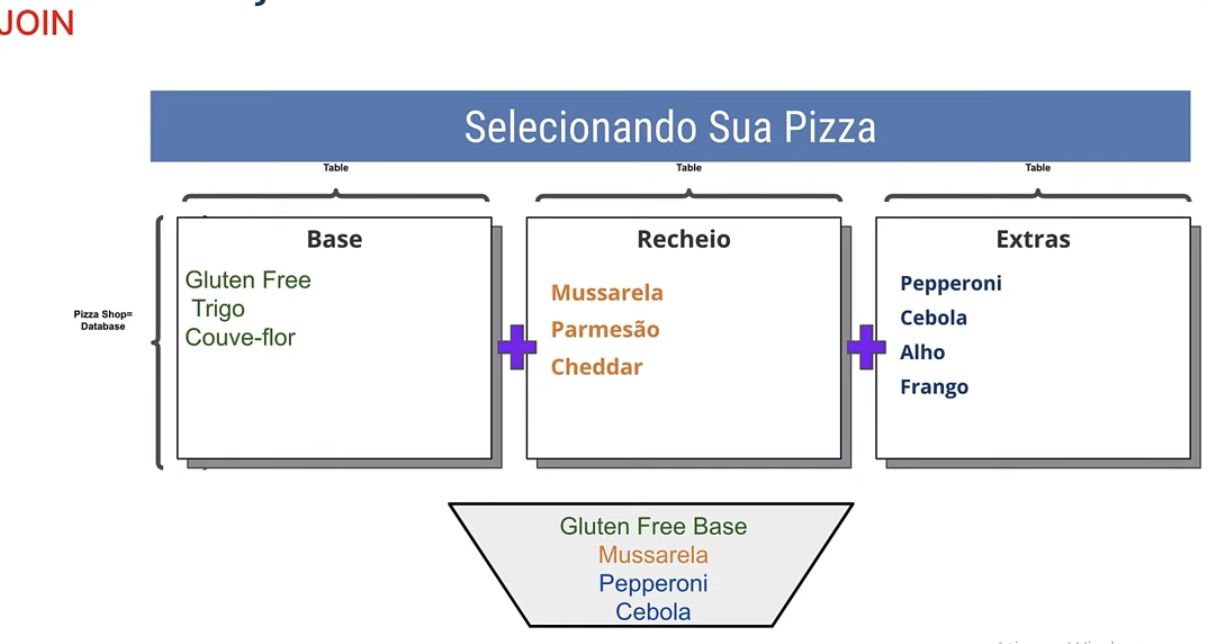 JOIN
Selecionando Sua Pizza
Table
Table
Table
Base
Recheio
Extras
Gluten Free
Trigo
Couve-flor
Mussarela
Parmesão
Cheddar
Pepperoni
Cebola
Alho
Frango
Pizza Shop=
Database
Gluten Free Base
Mussarela
Pepperoni
Cebola